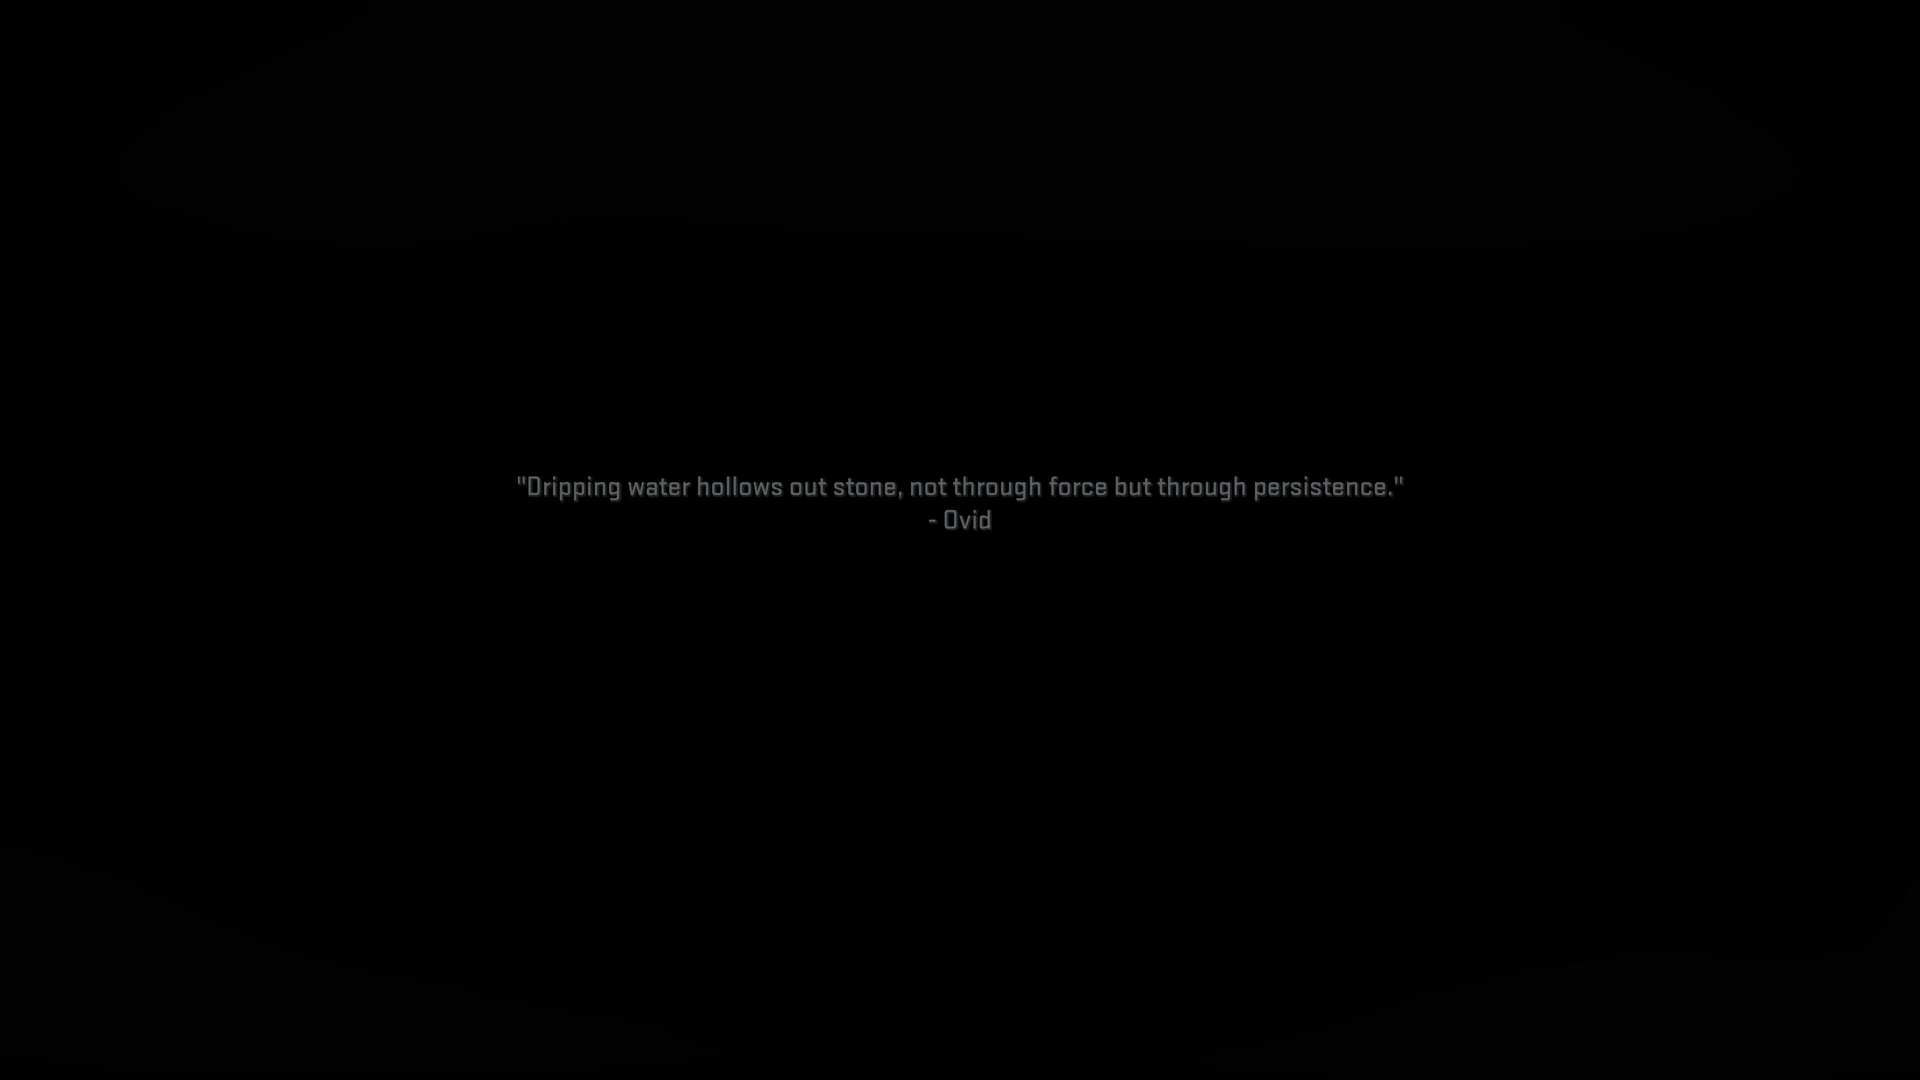 "Dripping water hollows out stone, not through force but through persistence."
- Ovid